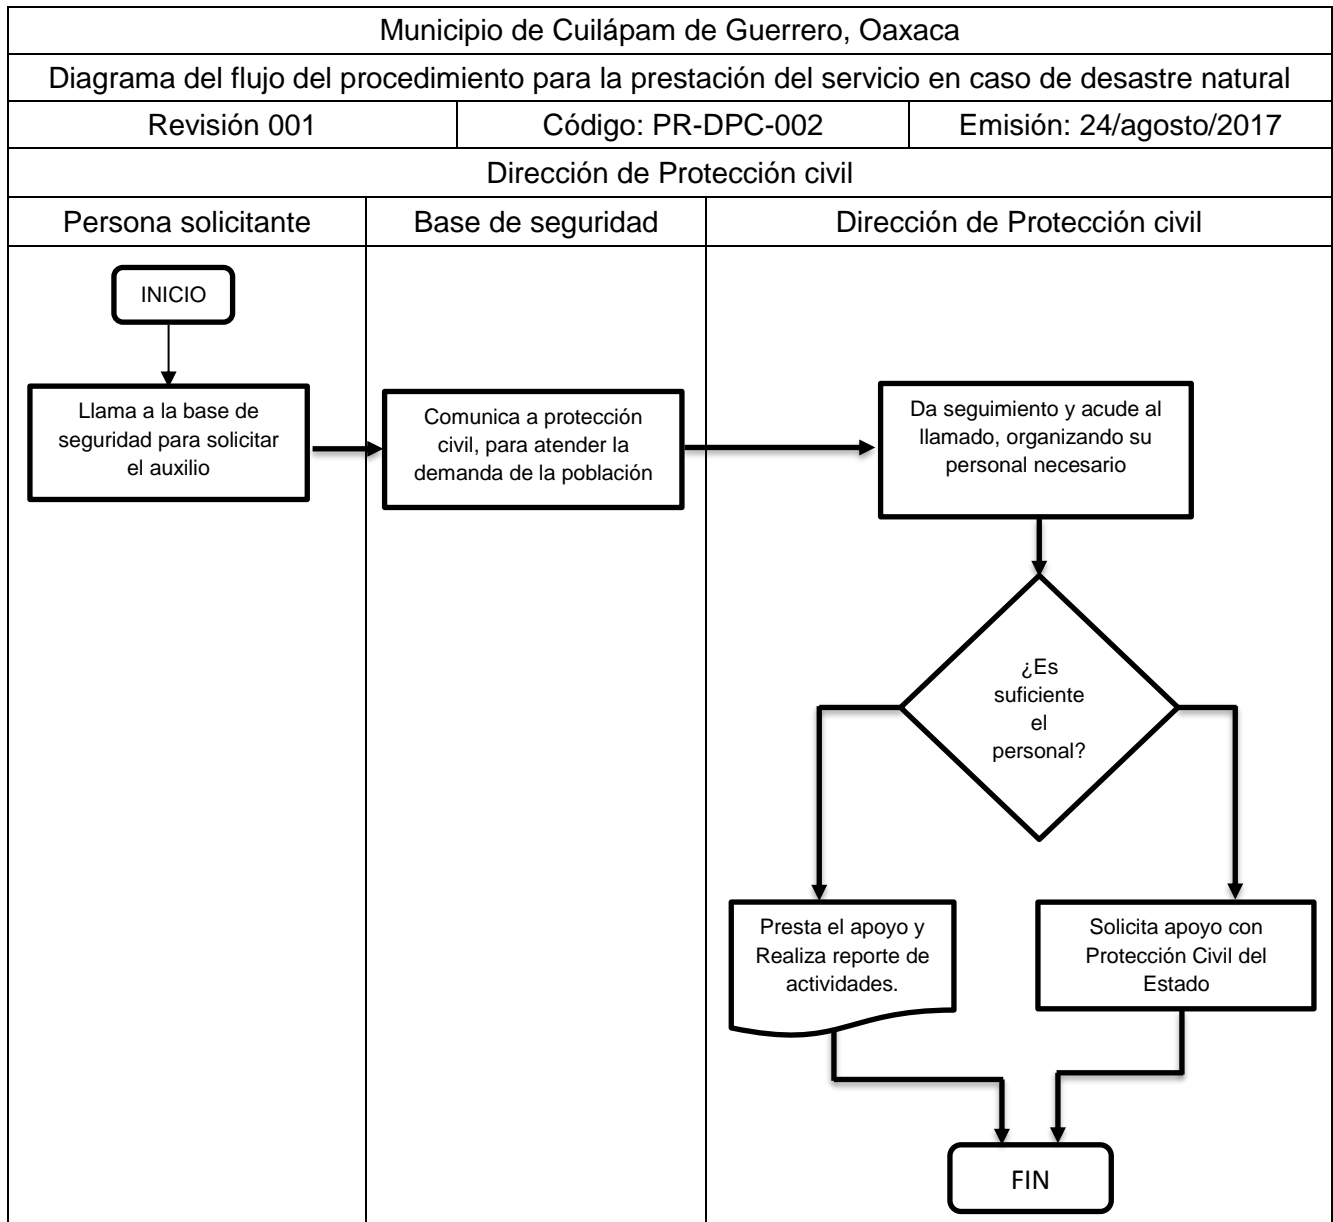 Municipio de Cuilápam de Guerrero, Oaxaca
Diagrama del flujo del procedimiento para la prestación del servicio en caso de desastre natural
Revisión 001
Código: PR-DPC-002
Emisión: 24/agosto/2017
Dirección de Protección civil
Persona solicitante
Base de seguridad
Dirección de Protección civil
INICIO
Llama a la base de
seguridad para solicitar
el auxilio
Comunica a protección
civil, para atender la
demanda de la población
Da seguimiento y acude al
llamado, organizando su
personal necesario
¿Es
suficiente
el
personal?
Presta el apoyo y
Realiza reporte de
actividades.
Solicita apoyo con
Protección Civil del
Estado
FIN